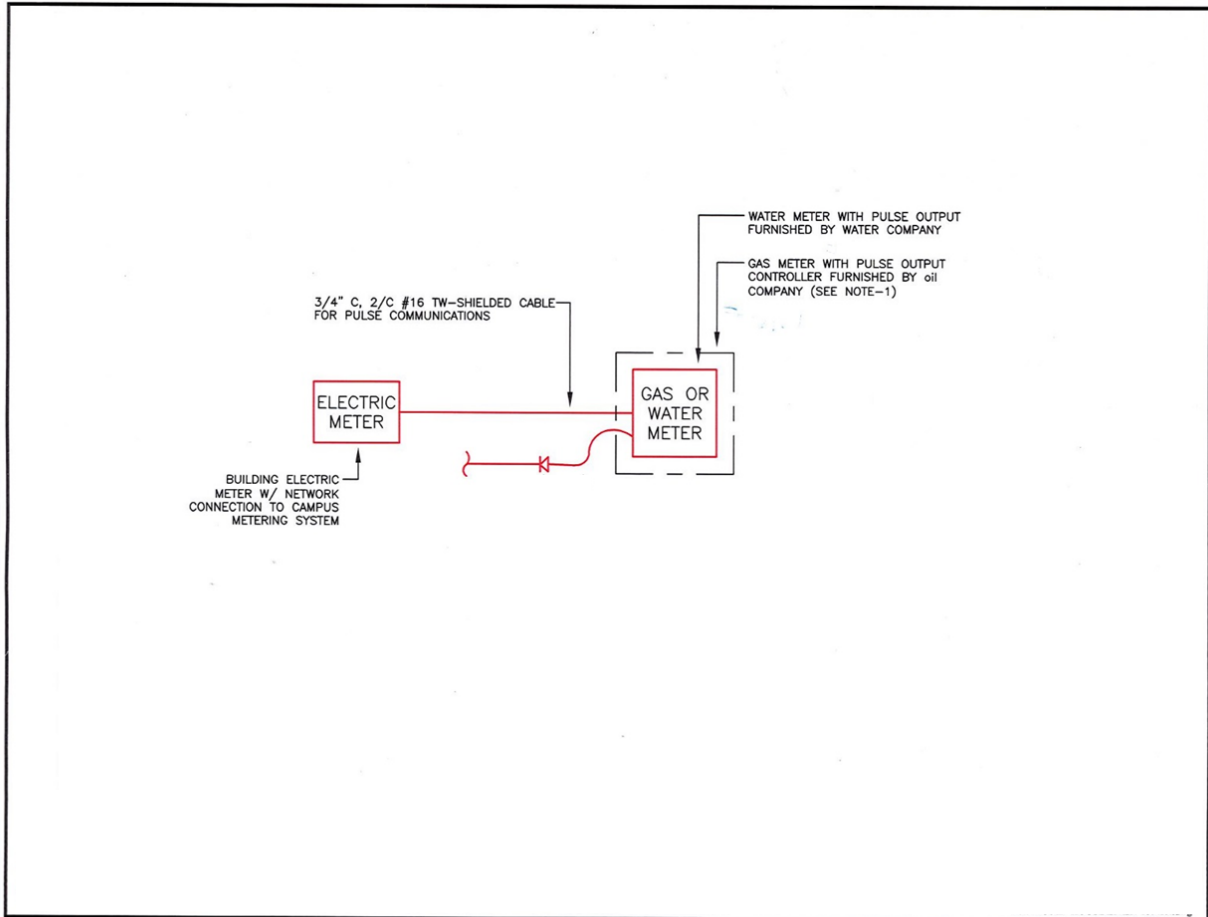 WATER METER WITH PULSE OUTPUT
FURNISHED BY WATER COMPANY
GAS METER WITH PULSE OUTPUT
CONTROLLER FURNISHED BY oil
COMPANY (SEE NOTE-1)
3/4" C, 2/C #16 TW-SHIELDED CABLE
FOR PULSE COMMUNICATIONS
ELECTRIC
METER
GAS OR
WATER
METER
BUILDING ELECTRIC
METER W/ NETWORK
CONNECTION TO CAMPUS
METERING SYSTEM